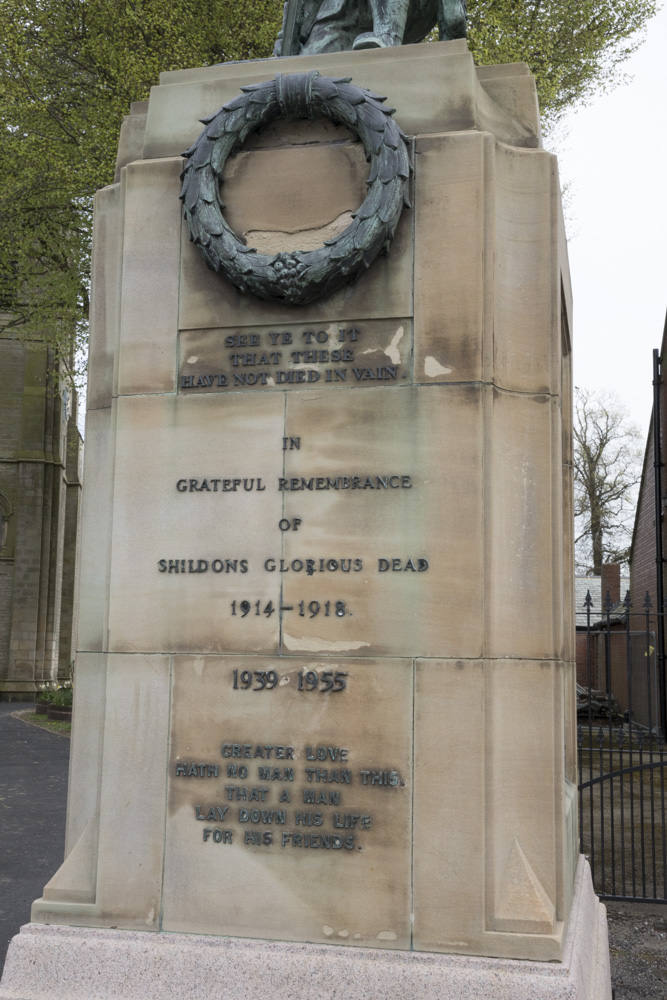 SEE YE TO IT
THAT THESE
HAVE NOT DIED IN VAIN.
IN
GRATEFUL REMEMBRANCE
OF
SHILDONS GLORIOUS DEAD
1914–1918.
1939 1955
GREATER LOVE
HATH NO MAN THAN THIS.
THAT A MAN
LAY DOWN HIS LIFE
FOR HIS FRIENDS.